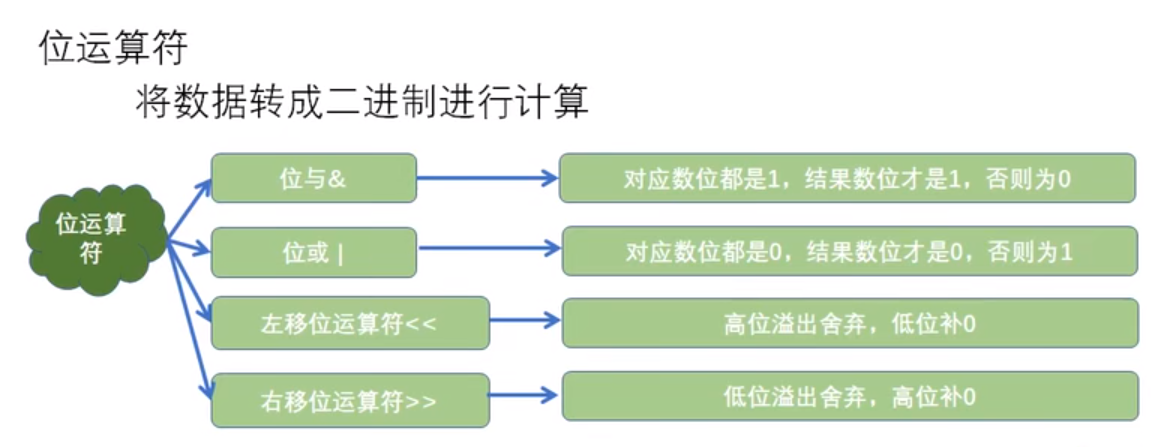 位运算符
将数据转成二进制进行计算
位运算
符
位与&
对应数位都是1，结果数位才是1，否则为0
位或 |
对应数位都是0，结果数位才是0，否则为1
左移位运算符<<
高位溢出舍弃，低位补0
右移位运算符>>
低位溢出舍弃，高位补0